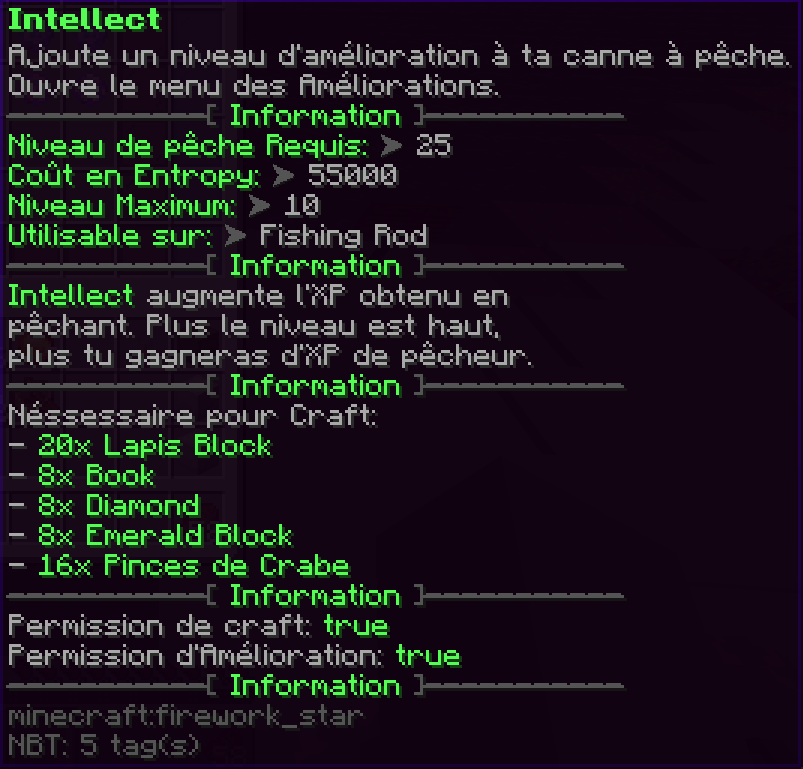 Intellect
Ajoute un niveau d'amélioration à ta canne à pêche.
Ouvre le menu des Améliorations.
[ Information ]
Niveau de pêche Requis: ➤ 25
Coût en Entropy: ➤ 55000
Niveau Maximum: ➤ 10
Utilisable sur: ➤ Fishing Rod
[ Information ]
Intellect augmente l'XP obtenu en
pêchant. Plus le niveau est haut,
plus tu gagneras d'XP de pêcheur.
[ Information ]
Néssessaire pour Craft:
- 20x Lapis Block
- 8x Book
- 8x Diamond
- 8x Emerald Block
- 16x Pinces de Crabe
[ Information ]
Permission de craft: true
Permission d'Amélioration: true
[ Information ]
minecraft:firework_star
NBT: 5 tag(s)